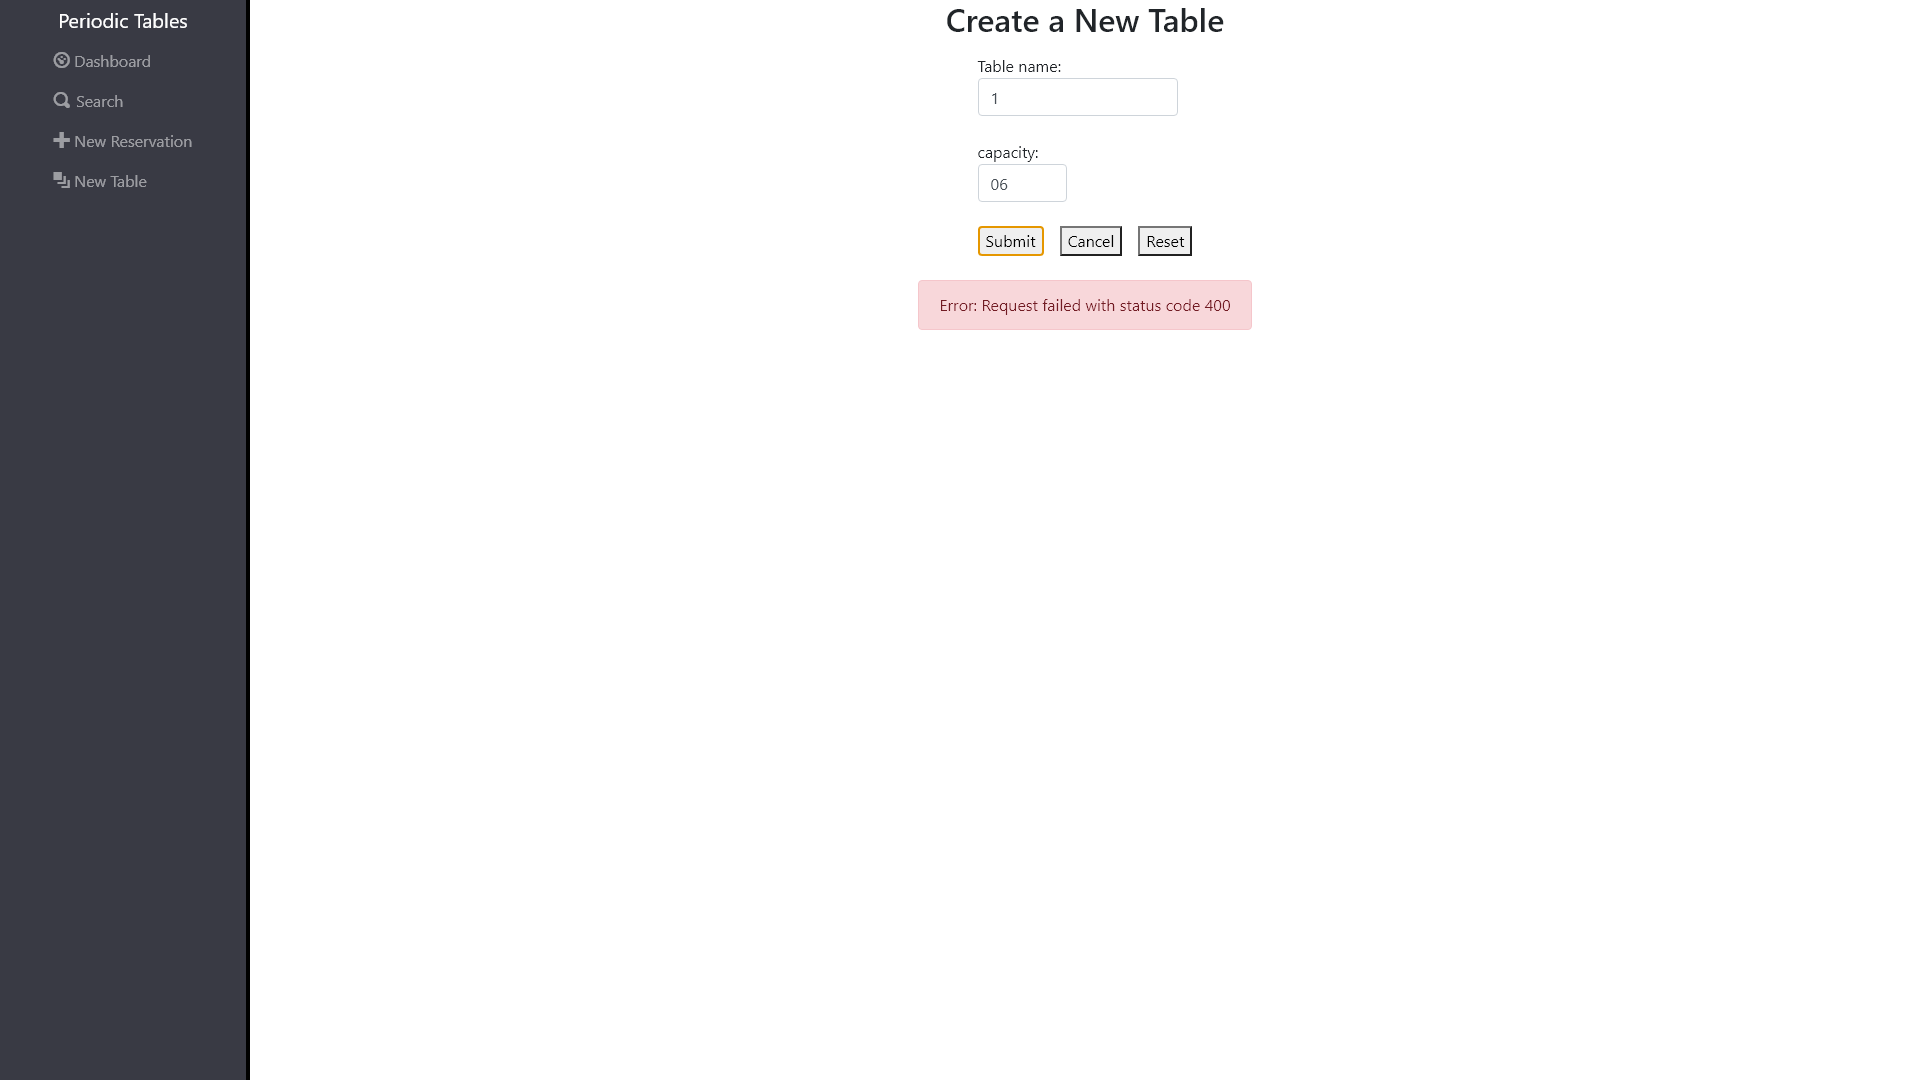 Periodic Tables
Dashboard
Search
New Reservation
New Table
Create a New Table
Table name:
1
capacity:
06
Submit Cancel Reset
Error: Request failed with status code 400